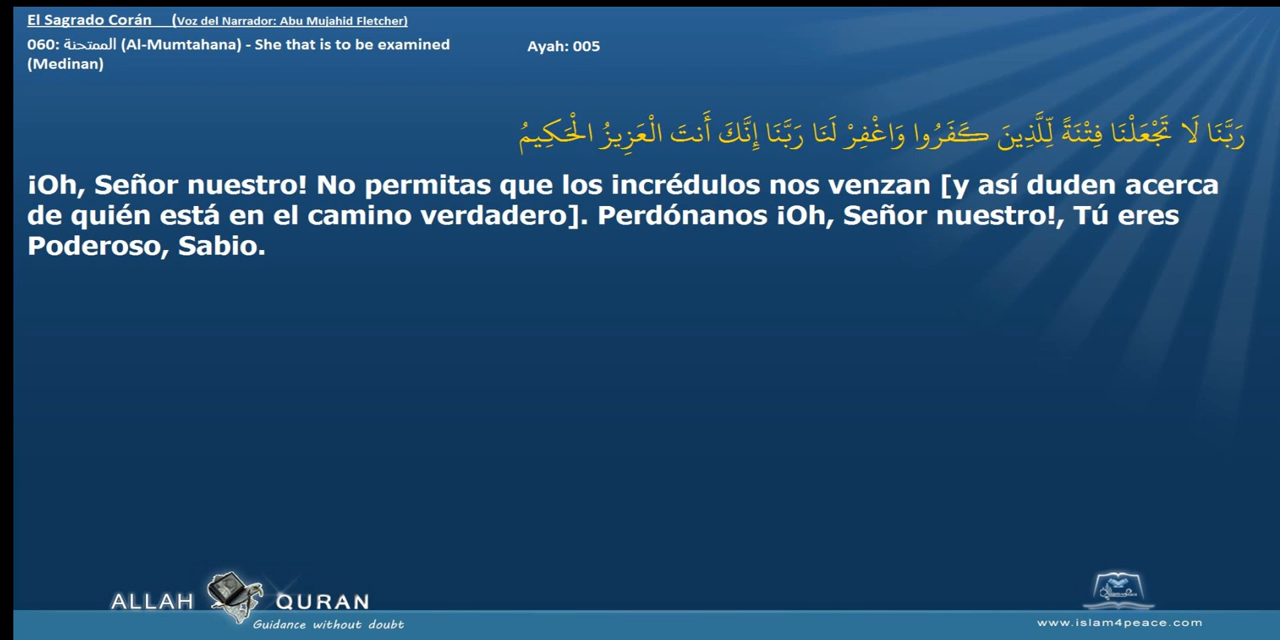 El Sagrado Corán (Voz del Narrador: Abu Mujahid Fletcher)
060: الممتحنة (Al-Mumtahana) - She that is to be examined (Medinan)
Ayah: 005
رَبَّنَا لَا تَجْعَلْنَا فِتْنَةً لِّلَّذِينَ كَفَرُوا وَاغْفِرْ لَنَا رَبَّنَا إِنَّكَ أَنتَ الْعَزِيزُ الْحَكِيمُ
¡Oh, Señor nuestro! No permitas que los incrédulos nos venzan [y así duden acerca
de quién está en el camino verdadero]. Perdónanos ¡Oh, Señor nuestro!, Tú eres
Poderoso, Sabio.
ALLAH QURAN
Guidance without doubt
www.islam4peace.com